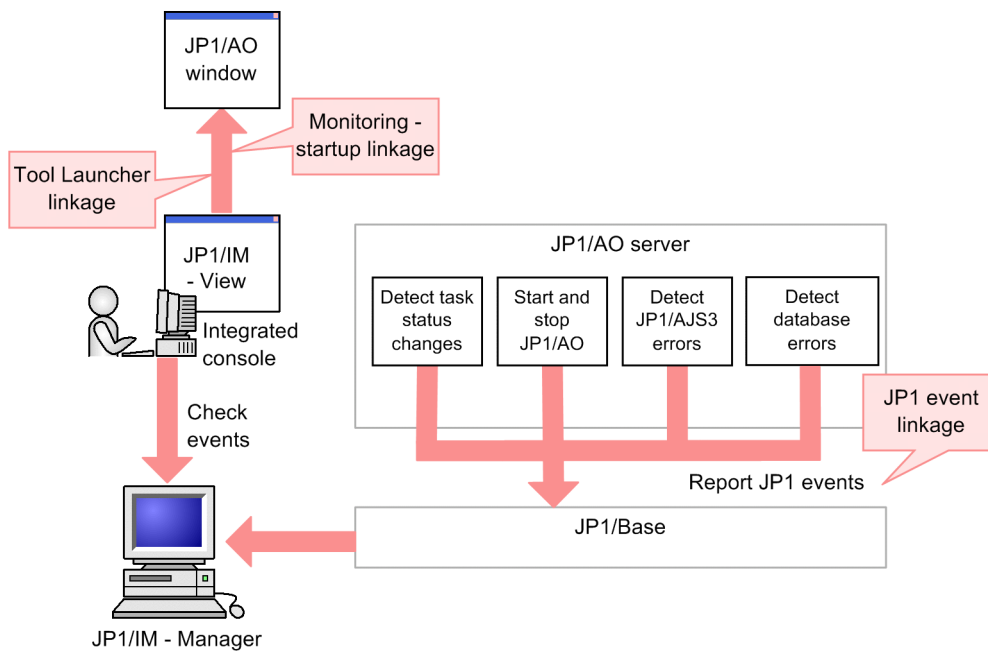 JP1/AO
window
Monitoring -
startup linkage
Tool Launcher
linkage
JP1/IM
- View
Integrated
console
JP1/AO server
Detect task
status
changes
Start and
stop
JP1/AO
Detect
JP1/AJS3
errors
Detect
database
errors
JP1 event
linkage
Check
events
Report JP1 events
JP1/Base
JP1/IM - Manager